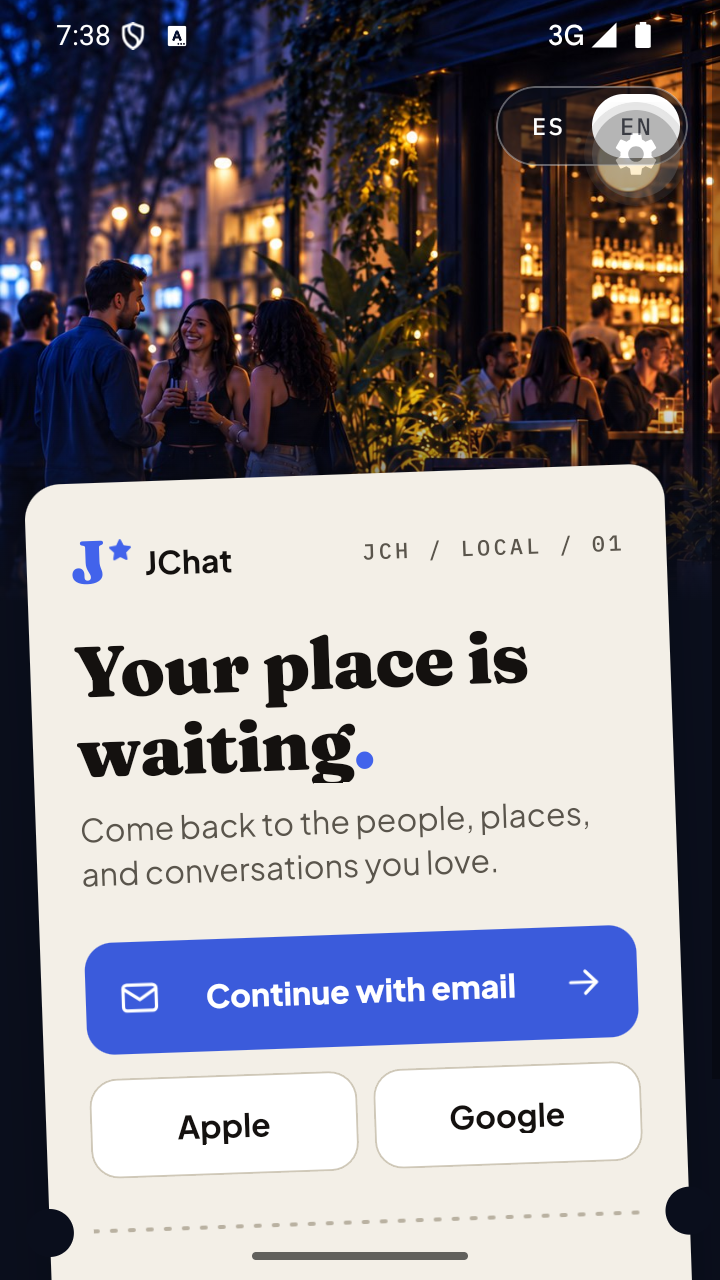 7:38
A
3G
ES
EN
J JChat
JCH / LOCAL / 01
Your place is
waiting.
Come back to the people, places,
and conversations you love.
Continue with email
Apple
Google